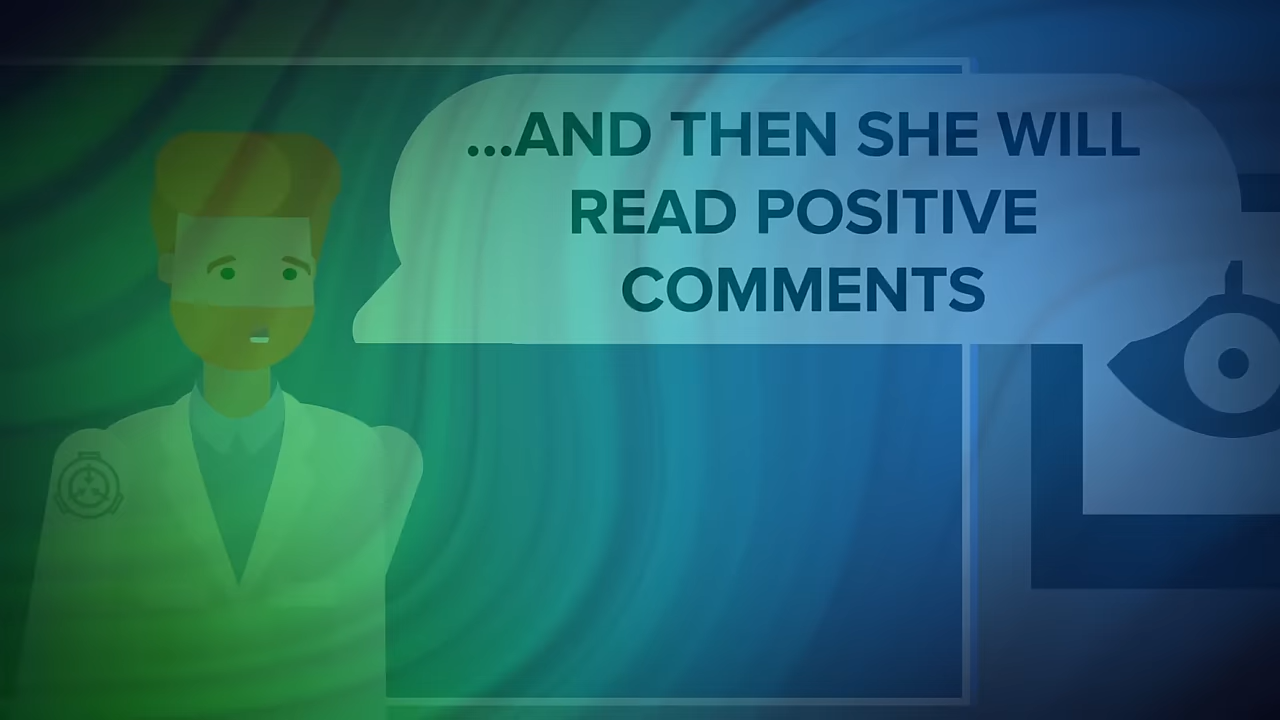 ...AND THEN SHE WILL
READ POSITIVE
COMMENTS